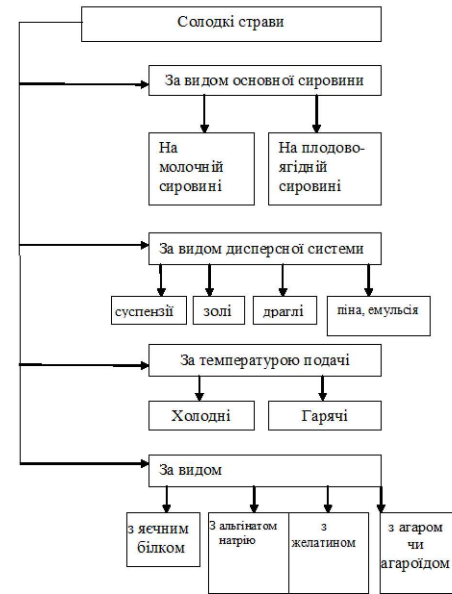 Солодкі страви
За видом основної сировини
На
молочній
сировині
На плодово-
ягідній
сировині
За видом дисперсної системи
суспензії
золі
драглі
піна, емульсія
За температурою подачі
Холодні
Гарячі
За видом
з яєчним
білком
З альгінатом
натрію
з
желатином
з агаром
чи
агароїдом